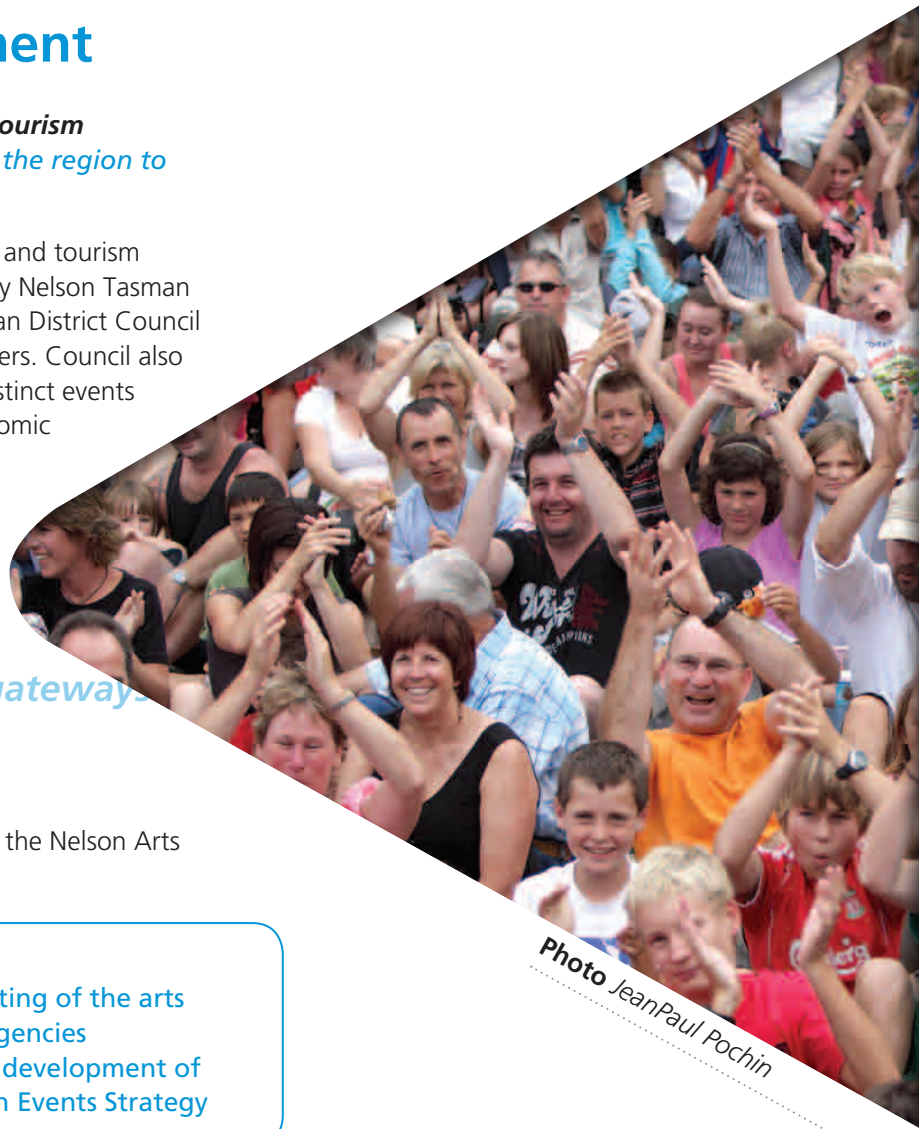 ment
ourism
the region to
and tourism
y Nelson Tasman
an District Council
ers. Council also
stinct events
omic
gateways
the Nelson Arts
ting of the arts
gencies
development of
n Events Strategy
Photo JeanPaul Pochin